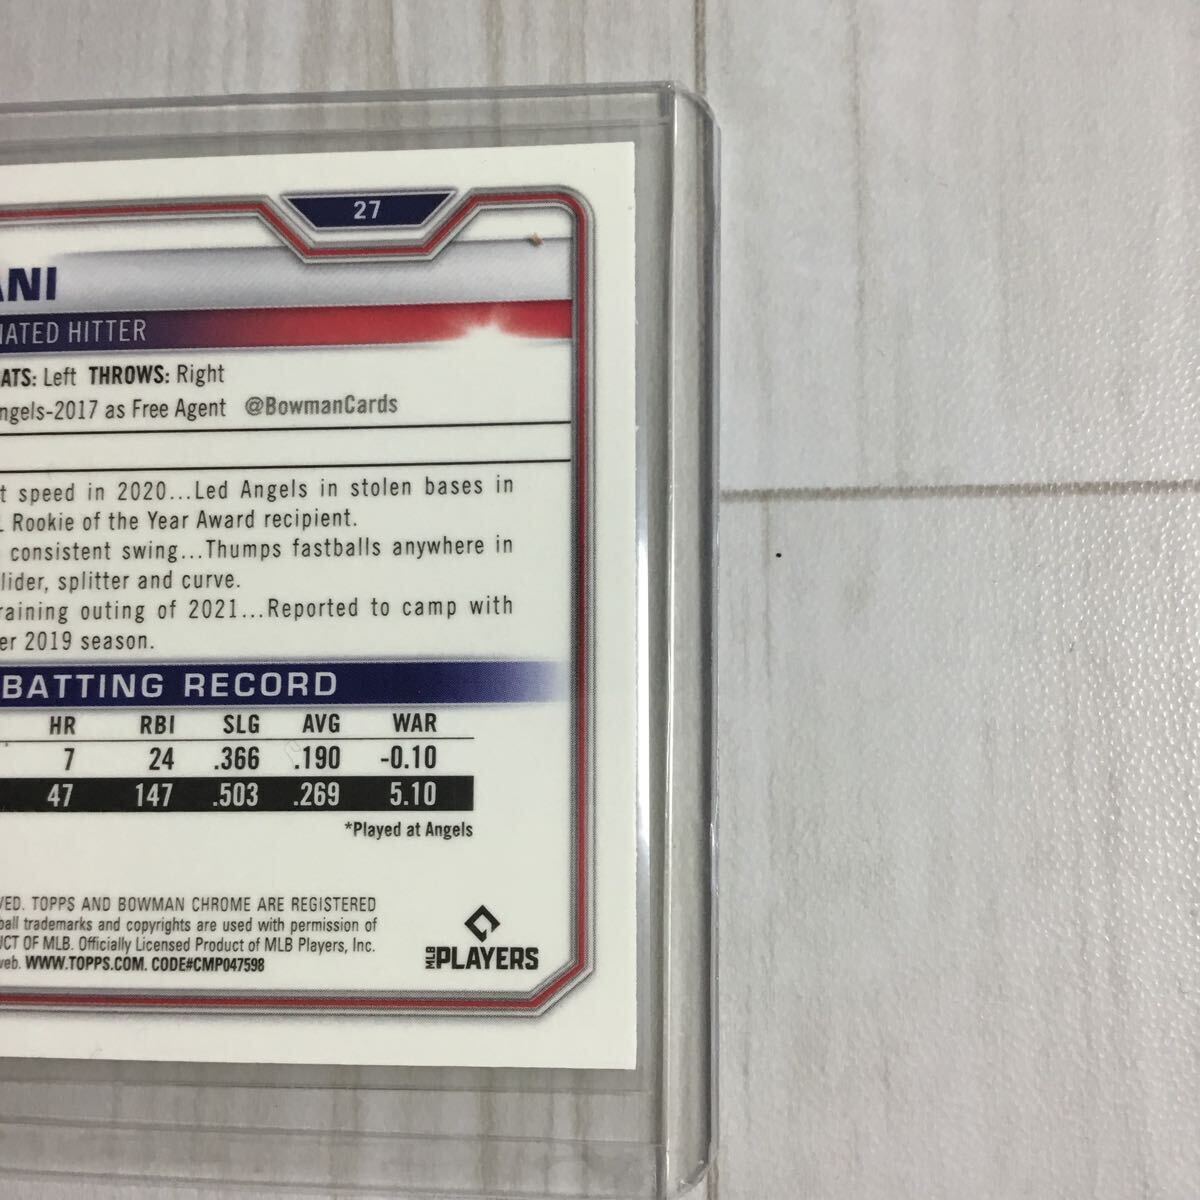 27
ANI
NATED HITTER
ATS: Left THROWS: Right
ngels-2017 as Free Agent @BowmanCards
t speed in 2020...Led Angels in stolen bases in
L Rookie of the Year Award recipient.
consistent swing...Thumps fastballs anywhere in
lider, splitter and curve.
raining outing of 2021...Reported to camp with
er 2019 season.
BATTING RECORD
HR RBI SLG AVG WAR
7 24 .366 .190 -0.10
47 147 .503 .269 5.10
*Played at Angels
VED. TOPPS AND BOWMAN CHROME ARE REGISTERED
ball trademarks and copyrights are used with permission of
UCT OF MLB. Officially Licensed Product of MLB Players, Inc.
web. WWW.TOPPS.COM. CODE#CMP047598
MLB PLAYERS